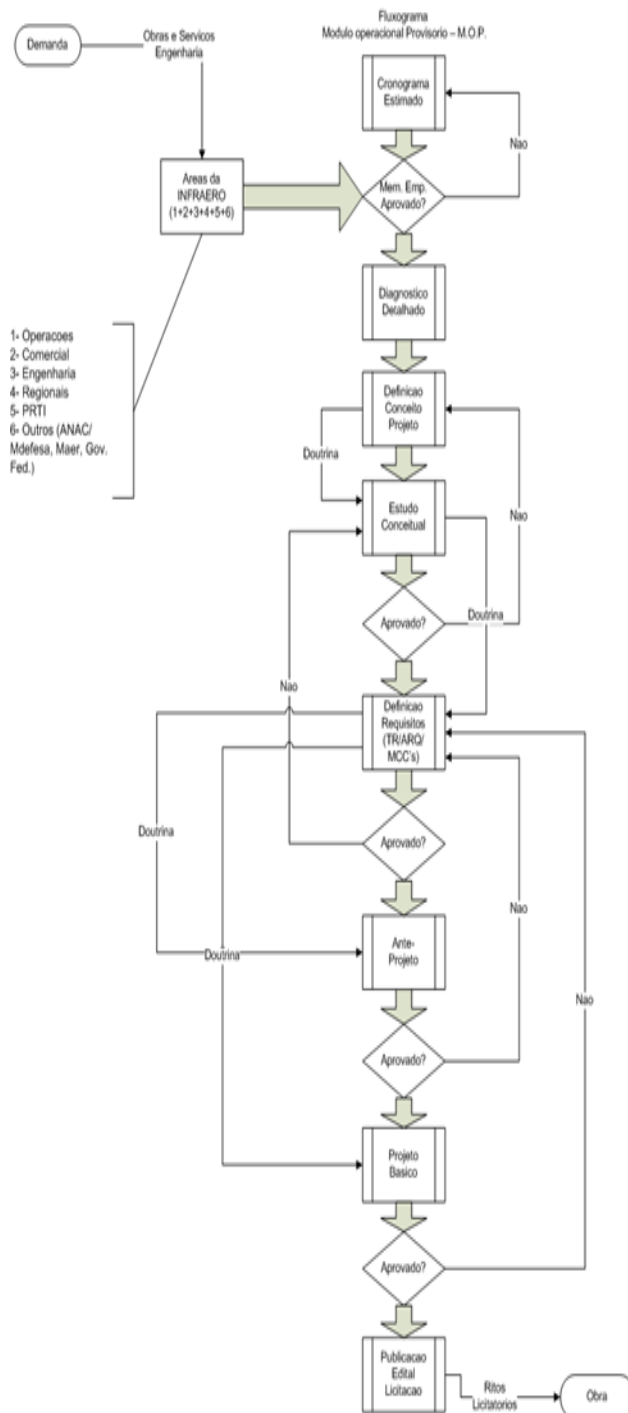 Fluxograma
Modulo operacional Provisorio – M.O.P.
Demanda
Obras e Servicos
Engenharia
Cronograma
Estimado
Nao
Areas da
INFRAERO
(1+2+3+4+5+6)
Mem. Emp.
Aprovado?
Diagnostico
Detalhado
1- Operacoes
2- Comercial
3- Engenharia
4- Regionais
5- PRTI
6- Outros (ANAC/
Mdefesa, Maer, Gov.
Fed.)
Definicao
Conceito
Projeto
Doutrina
Nao
Estudo
Conceitual
Aprovado?
Doutrina
Nao
Definicao
Requisitos
(TR/ARQ/
MCC's)
Doutrina
Aprovado?
Nao
Ante-
Projeto
Doutrina
Nao
Aprovado?
Projeto
Basico
Aprovado?
Publicacao
Edital
Licitacao
Ritos
Licitatorios
Obra